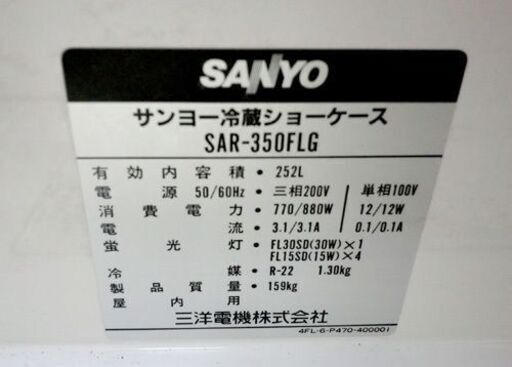 SANYO
サンヨー冷蔵ショーケース
SAR-350FLG
有効内容積・252L
電源 50/60Hz・三相200V 単相100V
消費電力・770/880W 12/12W
電流・3.1/3.1A 0.1/0.1A
蛍光灯・FL30SD(30W)×1
FL15SD(15W)×4
冷媒・R-22 1.30kg
製品質量・159kg
屋内用
三洋電機株式会社
4FL-6-P470-400001